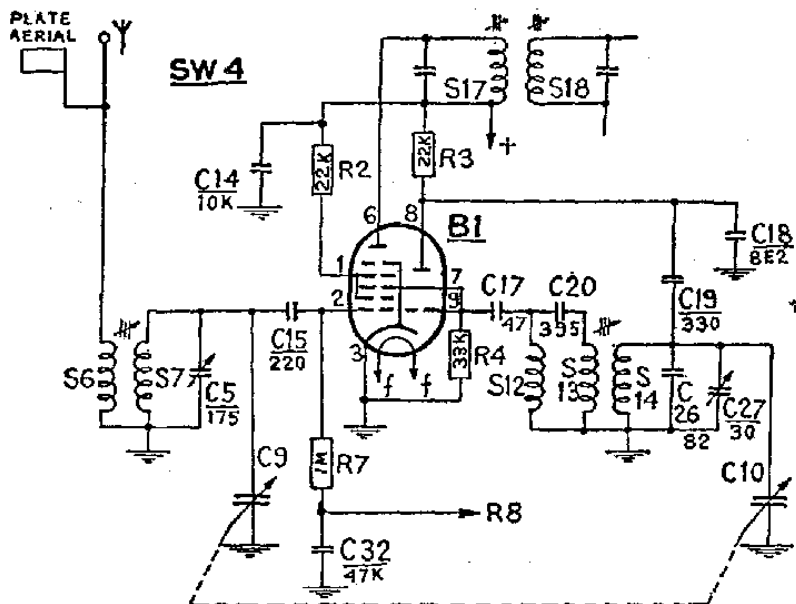 PLATE
AERIAL
SW4
S17
S18
+
C14
10K
22K
R2
22K
R3
6
8
B1
C18
8E2
1
7
C17
C20
2
9
47
395
C19
330
C15
220
3
33K
R4
S6
S7
C5
175
f
f
S12
S
13
S
14
C
26
82
C27
30
C9
1M
R7
C10
R8
C32
47K